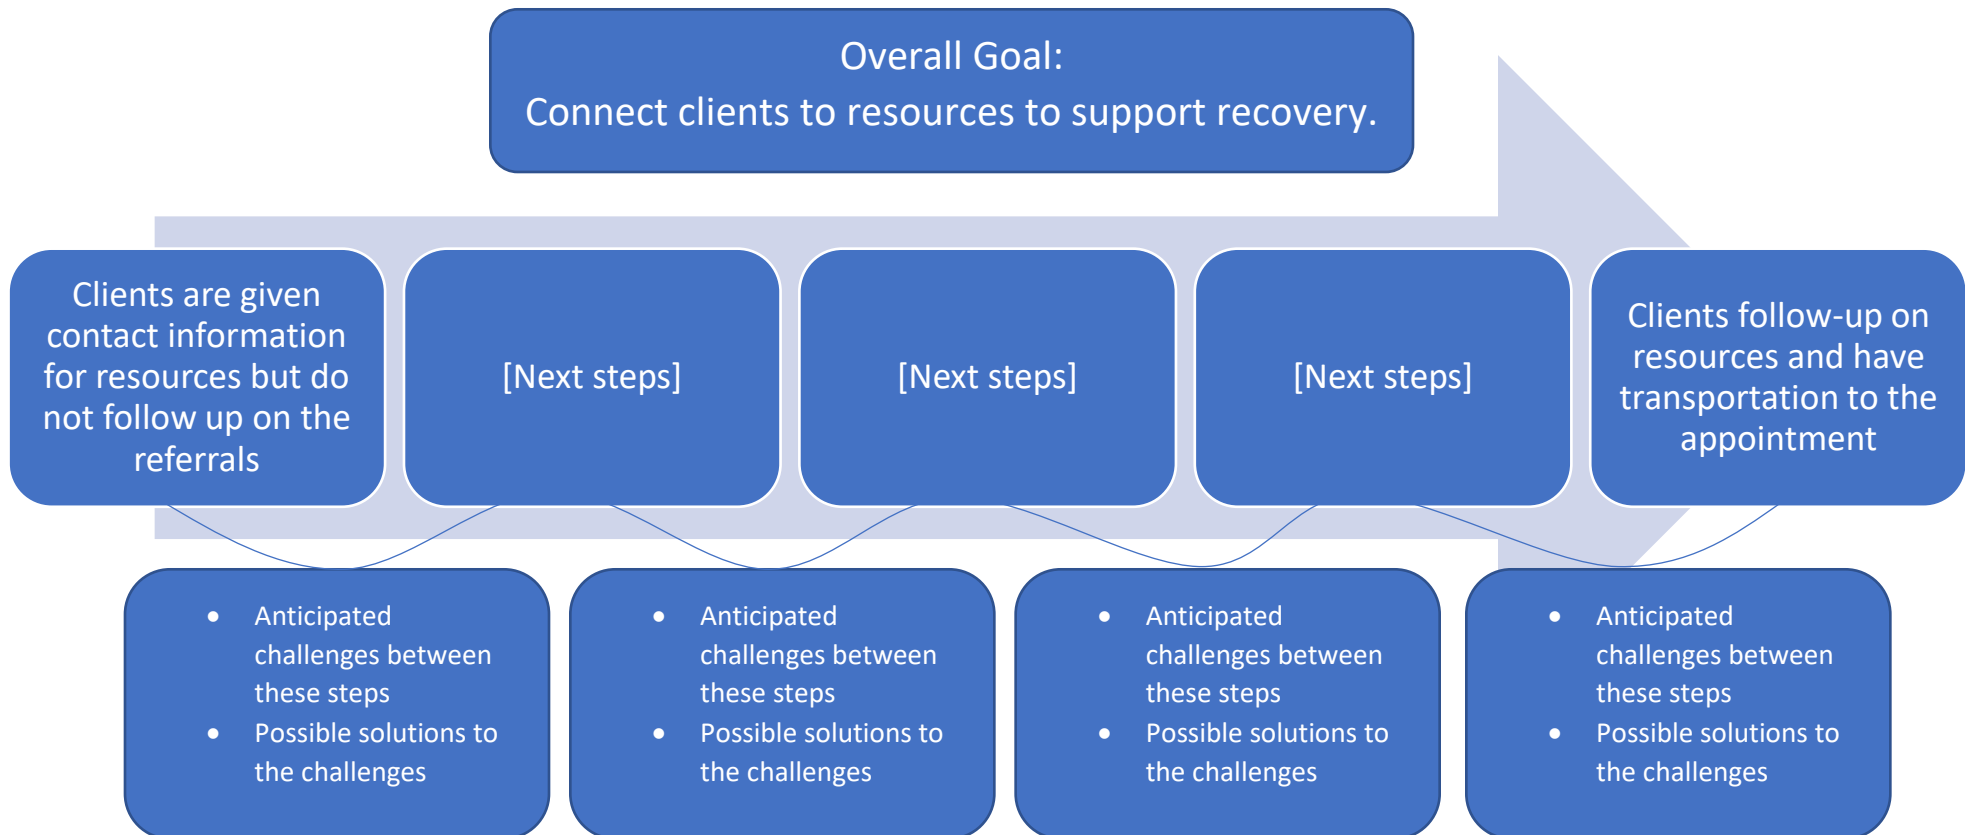 Overall Goal:
Connect clients to resources to support recovery.
Clients are given
contact information
for resources but do
not follow up on the
referrals
[Next steps]
[Next steps]
[Next steps]
Clients follow-up on
resources and have
transportation to the
appointment
• Anticipated
challenges between
these steps
• Possible solutions to
the challenges
• Anticipated
challenges between
these steps
• Possible solutions to
the challenges
• Anticipated
challenges between
these steps
• Possible solutions to
the challenges
• Anticipated
challenges between
these steps
• Possible solutions to
the challenges